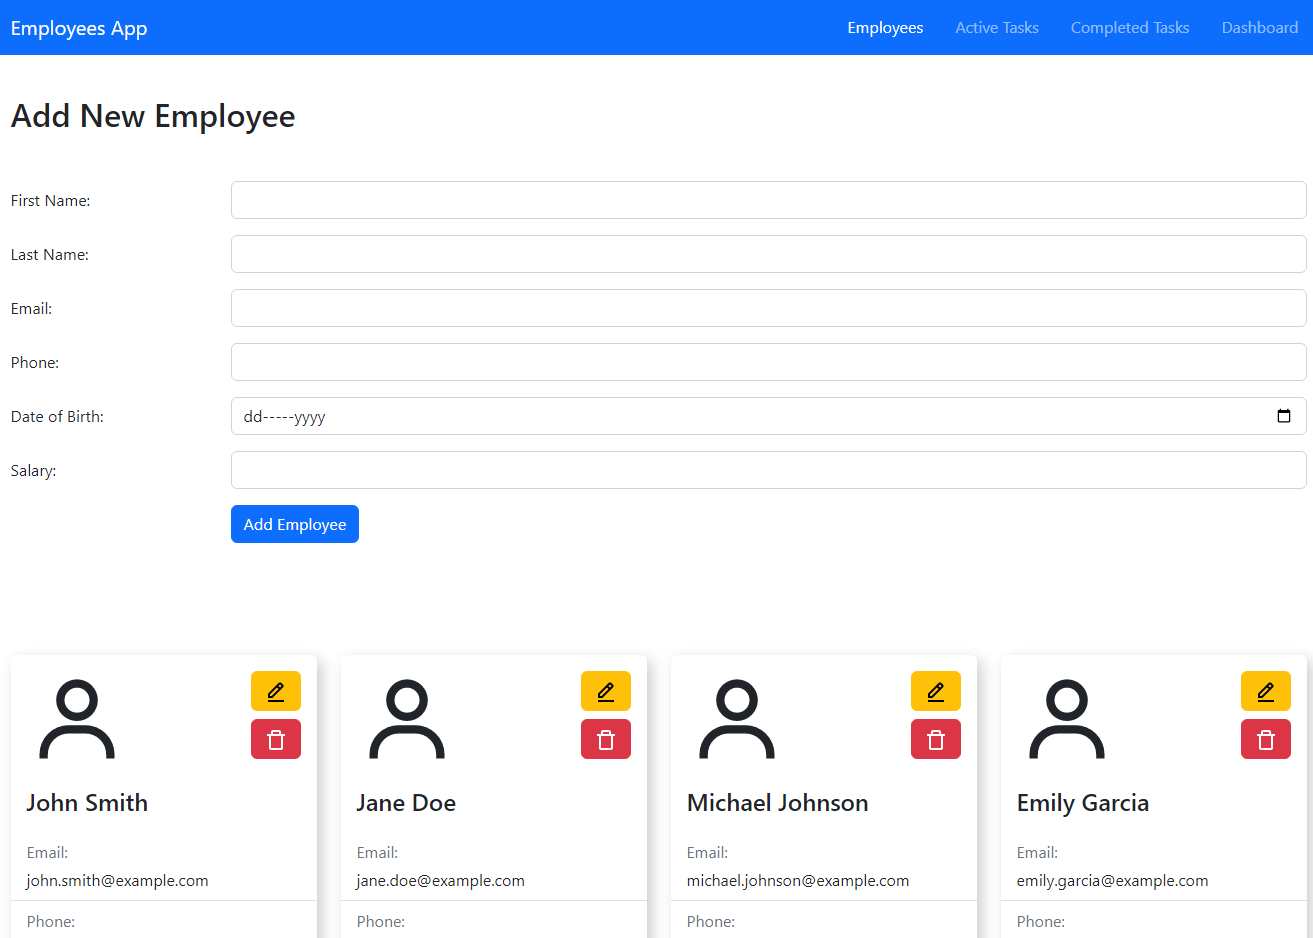 Employees App Employees Active Tasks Completed Tasks Dashboard
Add New Employee
First Name:
Last Name:
Email:
Phone:
Date of Birth: dd-----yyyy
Salary:
Add Employee
John Smith Jane Doe Michael Johnson Emily Garcia
Email: Email: Email: Email:
john.smith@example.com jane.doe@example.com michael.johnson@example.com emily.garcia@example.com
Phone: Phone: Phone: Phone: